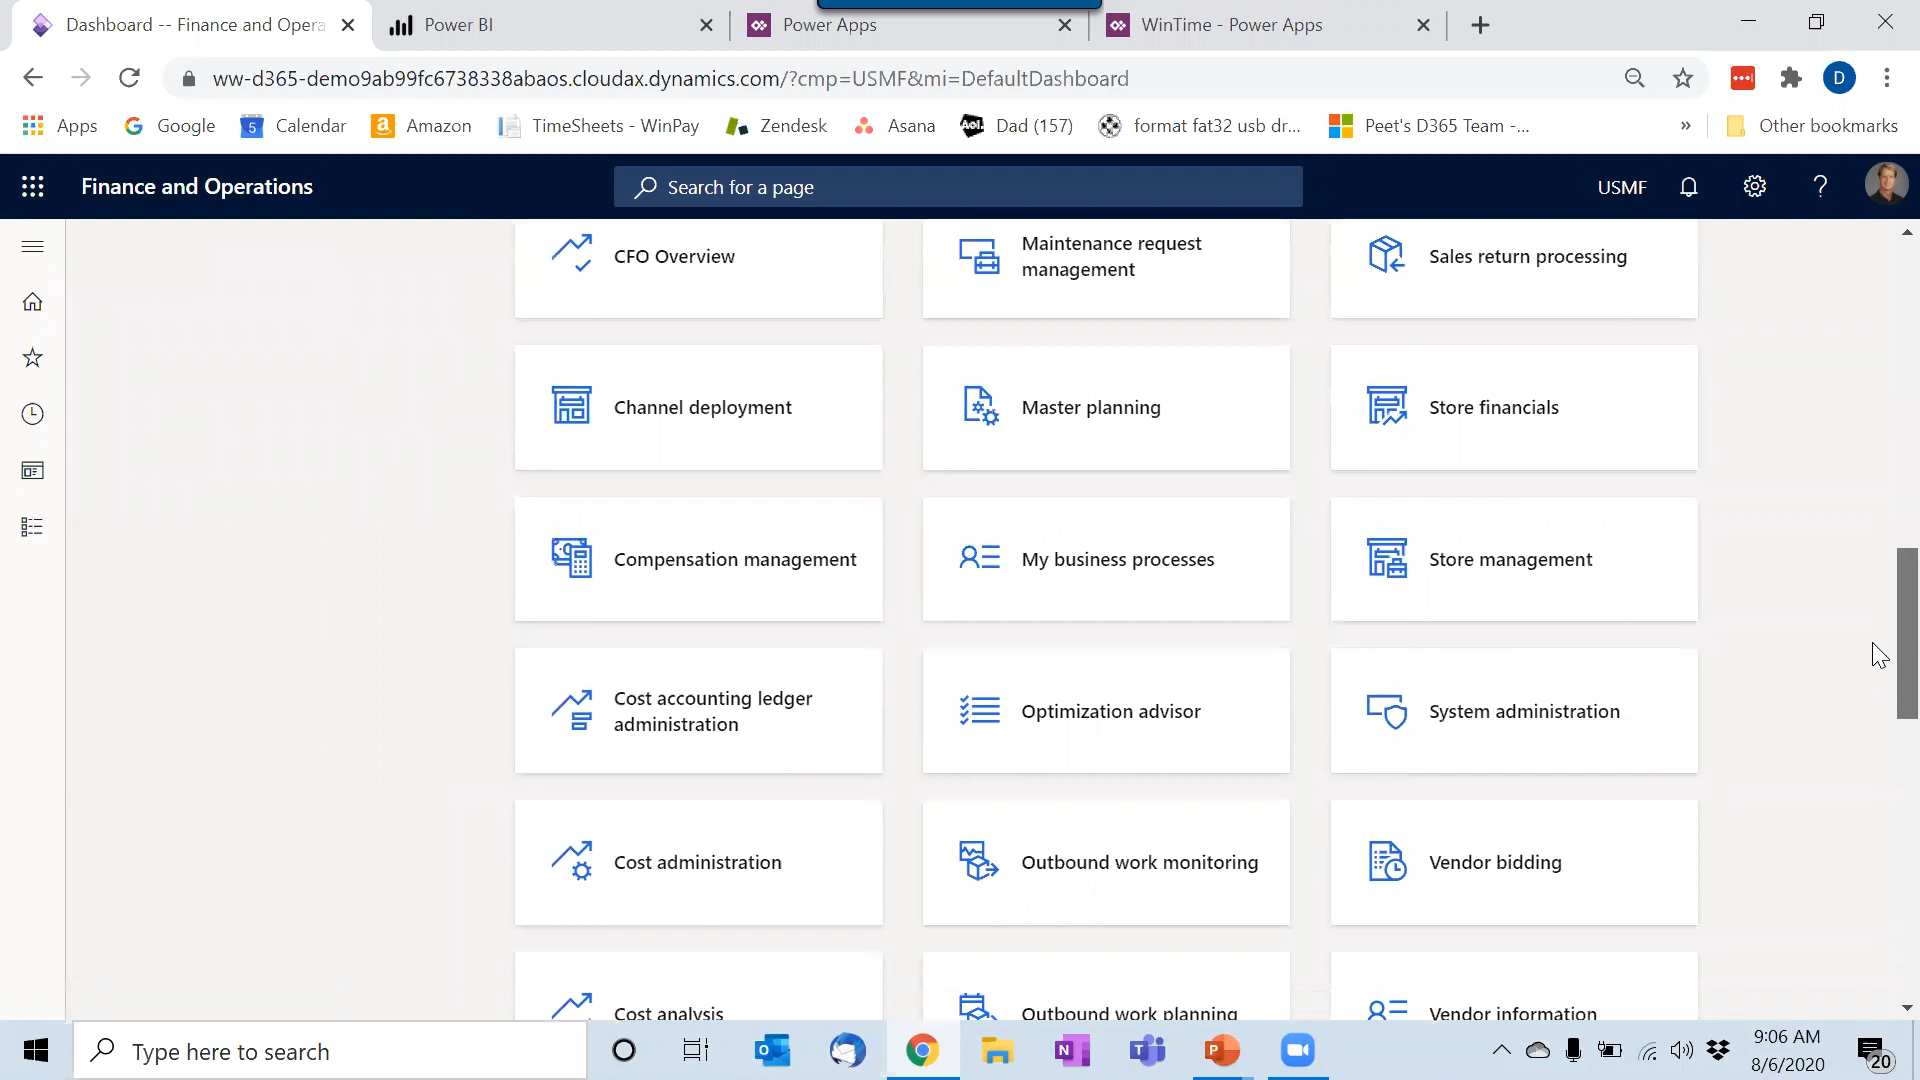 Dashboard -- Finance and Opera
Power BI
Power Apps
WinTime - Power Apps
ww-d365-demo9ab99fc6738338abaos.cloudax.dynamics.com/?cmp=USMF&mi=DefaultDashboard
D
Apps
Google
5
Calendar
a
Amazon
TimeSheets - WinPay
Zendesk
Asana
Aol.
Dad (157)
format fat32 usb dr...
Peet's D365 Team -...
»
Other bookmarks
Finance and Operations
Search for a page
USMF
?
CFO Overview
Maintenance request
management
Sales return processing
Channel deployment
Master planning
Store financials
Compensation management
My business processes
Store management
Cost accounting ledger
administration
Optimization advisor
System administration
Cost administration
Outbound work monitoring
Vendor bidding
Cost analysis
Outbound work planning
Vendor information
Type here to search
9:06 AM
8/6/2020
20